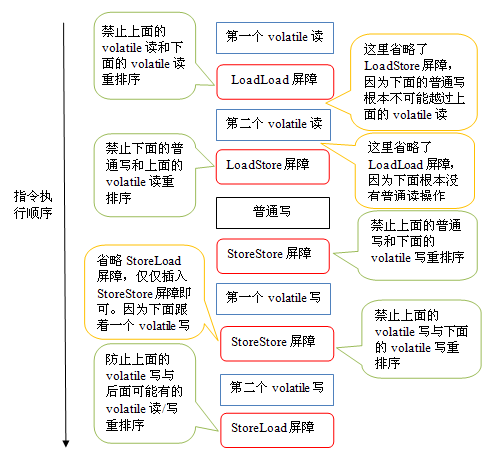 禁止上面的
volatile 读和下
面的 volatile 读
重排序
第一个 volatile 读
LoadLoad 屏障
这里省略了
LoadStore 屏障，
因为下面的普通写
根本不可能越过上
面的 volatile 读
第二个 volatile 读
禁止下面的普
通写和上面的
volatile 读重
排序
LoadStore 屏障
这里省略了
LoadLoad 屏障，
因为下面根本没
有普通读操作
指令执
行顺序
普通写
禁止上面的普通
写和下面的
volatile 写重排序
StoreStore 屏障
省略 StoreLoad
屏障，仅仅插入
StoreStore 屏障即
可。因为下面跟
着一个 volatile 写
第一个 volatile 写
禁止上面的
volatile 写与下面
的 volatile 写重
排序
StoreStore 屏障
防止上面的
volatile 写与
后面可能有的
volatile 读/写
重排序
第二个 volatile 写
StoreLoad 屏障